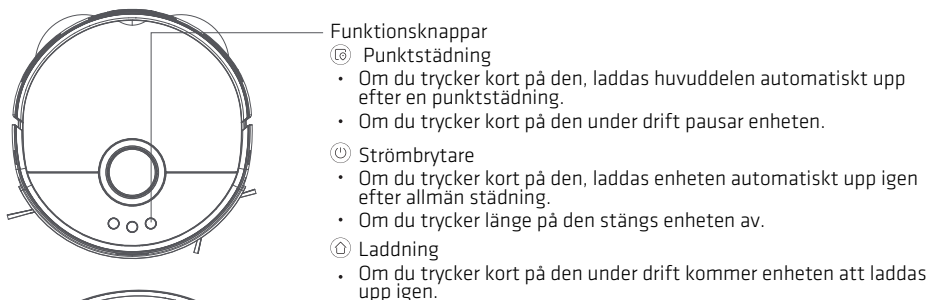 Funktionsknappar
Punktstädning
• Om du trycker kort på den, laddas huvuddelen automatiskt upp
efter en punktstädning.
• Om du trycker kort på den under drift pausar enheten.
Strömbrytare
• Om du trycker kort på den, laddas enheten automatiskt upp igen
efter allmän städning.
• Om du trycker länge på den stängs enheten av.
Laddning
• Om du trycker kort på den under drift kommer enheten att laddas
upp igen.